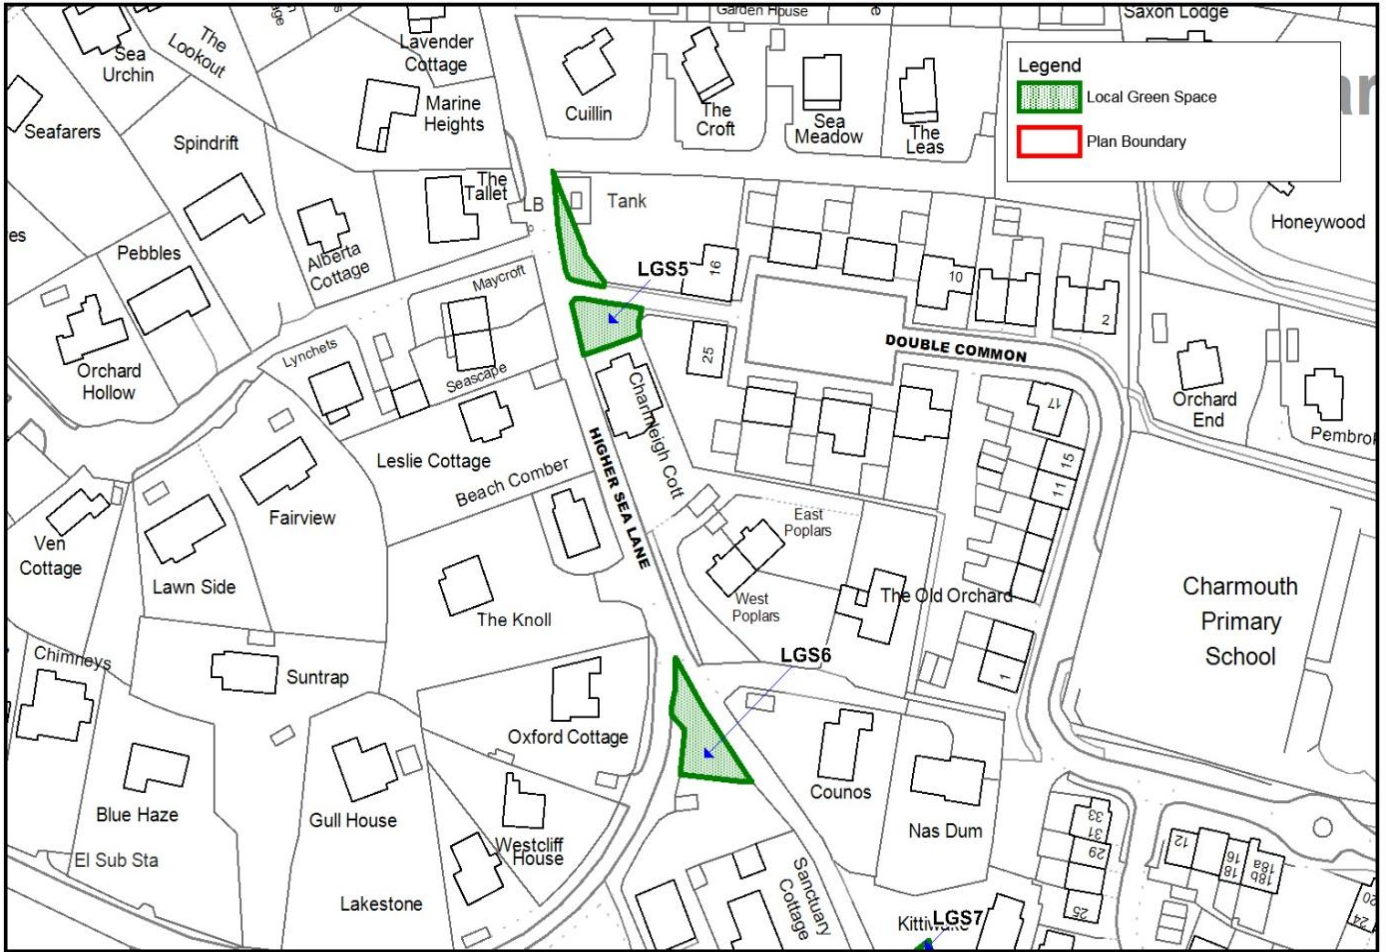 Garden House
Saxon Lodge
Sea
Urchin
The
Lookout
Lavender
Cottage
Cuillin
The
Croft
Sea
Meadow
The
Leas
Legend
Local Green Space
Plan Boundary
Seafarers
Spindrift
Marine
Heights
The
Tallet
LB
Tank
Honeywood
es
Pebbles
Alberta
Cottage
Maycroft
LGS5
16
10
2
Orchard
Hollow
Lynchets
Seascape
25
DOUBLE COMMON
17
Orchard
End
Leslie Cottage
Charmleigh Cott
HIGHER SEA LANE
Beach Comber
15
11
Fairview
Ven
Cottage
Lawn Side
East
Poplars
West
Poplars
The Old Orchard
Charmouth
Primary
School
The Knoll
Chimneys
Suntrap
LGS6
1
Oxford Cottage
Blue Haze
Gull House
Counos
Nas Dum
Westcliff
House
El Sub Sta
Lakestone
Sanctuary
Cottage
33
31
29
25
12
16
18
18a
18b
20
24
Kittiwake
LGS7